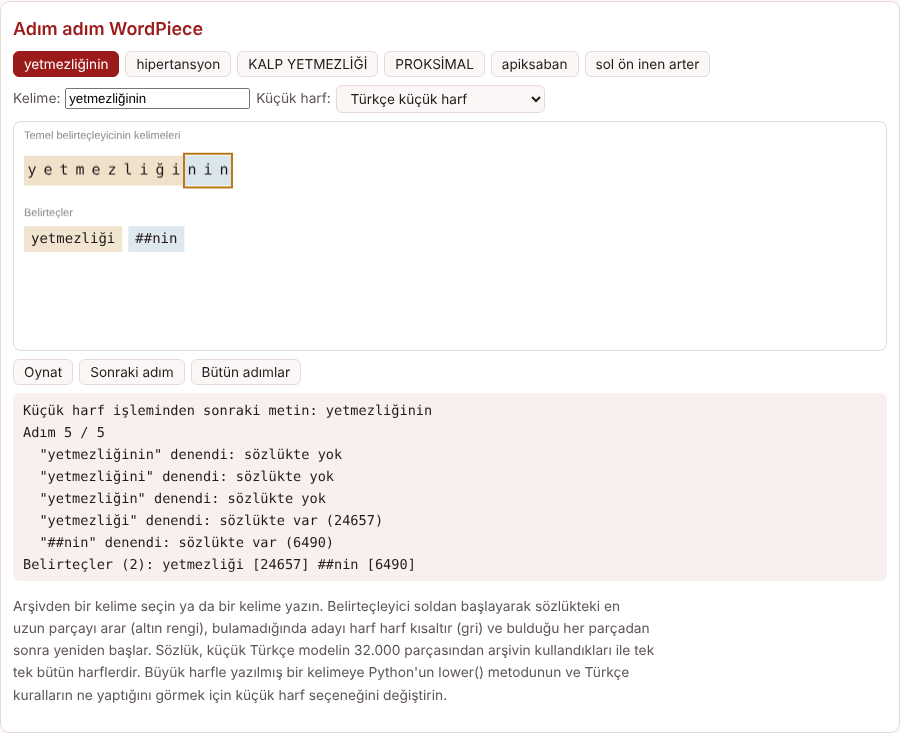 Adım adım WordPiece
yetmezliğinin hipertansyon KALP YETMEZLİĞİ PROKSİMAL apiksaban sol ön inen arter
Kelime: yetmezliğinin Küçük harf: Türkçe küçük harf
Temel belirteçleyicinin kelimeleri
y e t m e z l i ğ i n i n
Belirteçler
yetmezliği ##nin
Oynat Sonraki adım Bütün adımlar
Küçük harf işleminden sonraki metin: yetmezliğinin
Adım 5 / 5
"yetmezliğinin" denendi: sözlükte yok
"yetmezliğini" denendi: sözlükte yok
"yetmezliğin" denendi: sözlükte yok
"yetmezliği" denendi: sözlükte var (24657)
"##nin" denendi: sözlükte var (6490)
Belirteçler (2): yetmezliği [24657] ##nin [6490]
Arşivden bir kelime seçin ya da bir kelime yazın. Belirteçleyici soldan başlayarak sözlükteki en
uzun parçayı arar (altın rengi), bulamadığında adayı harf harf kısaltır (gri) ve bulduğu her parçadan
sonra yeniden başlar. Sözlük, küçük Türkçe modelin 32.000 parçasından arşivin kullandıkları ile tek
tek bütün harflerdir. Büyük harfle yazılmış bir kelimeye Python'un lower() metodunun ve Türkçe
kuralların ne yaptığını görmek için küçük harf seçeneğini değiştirin.